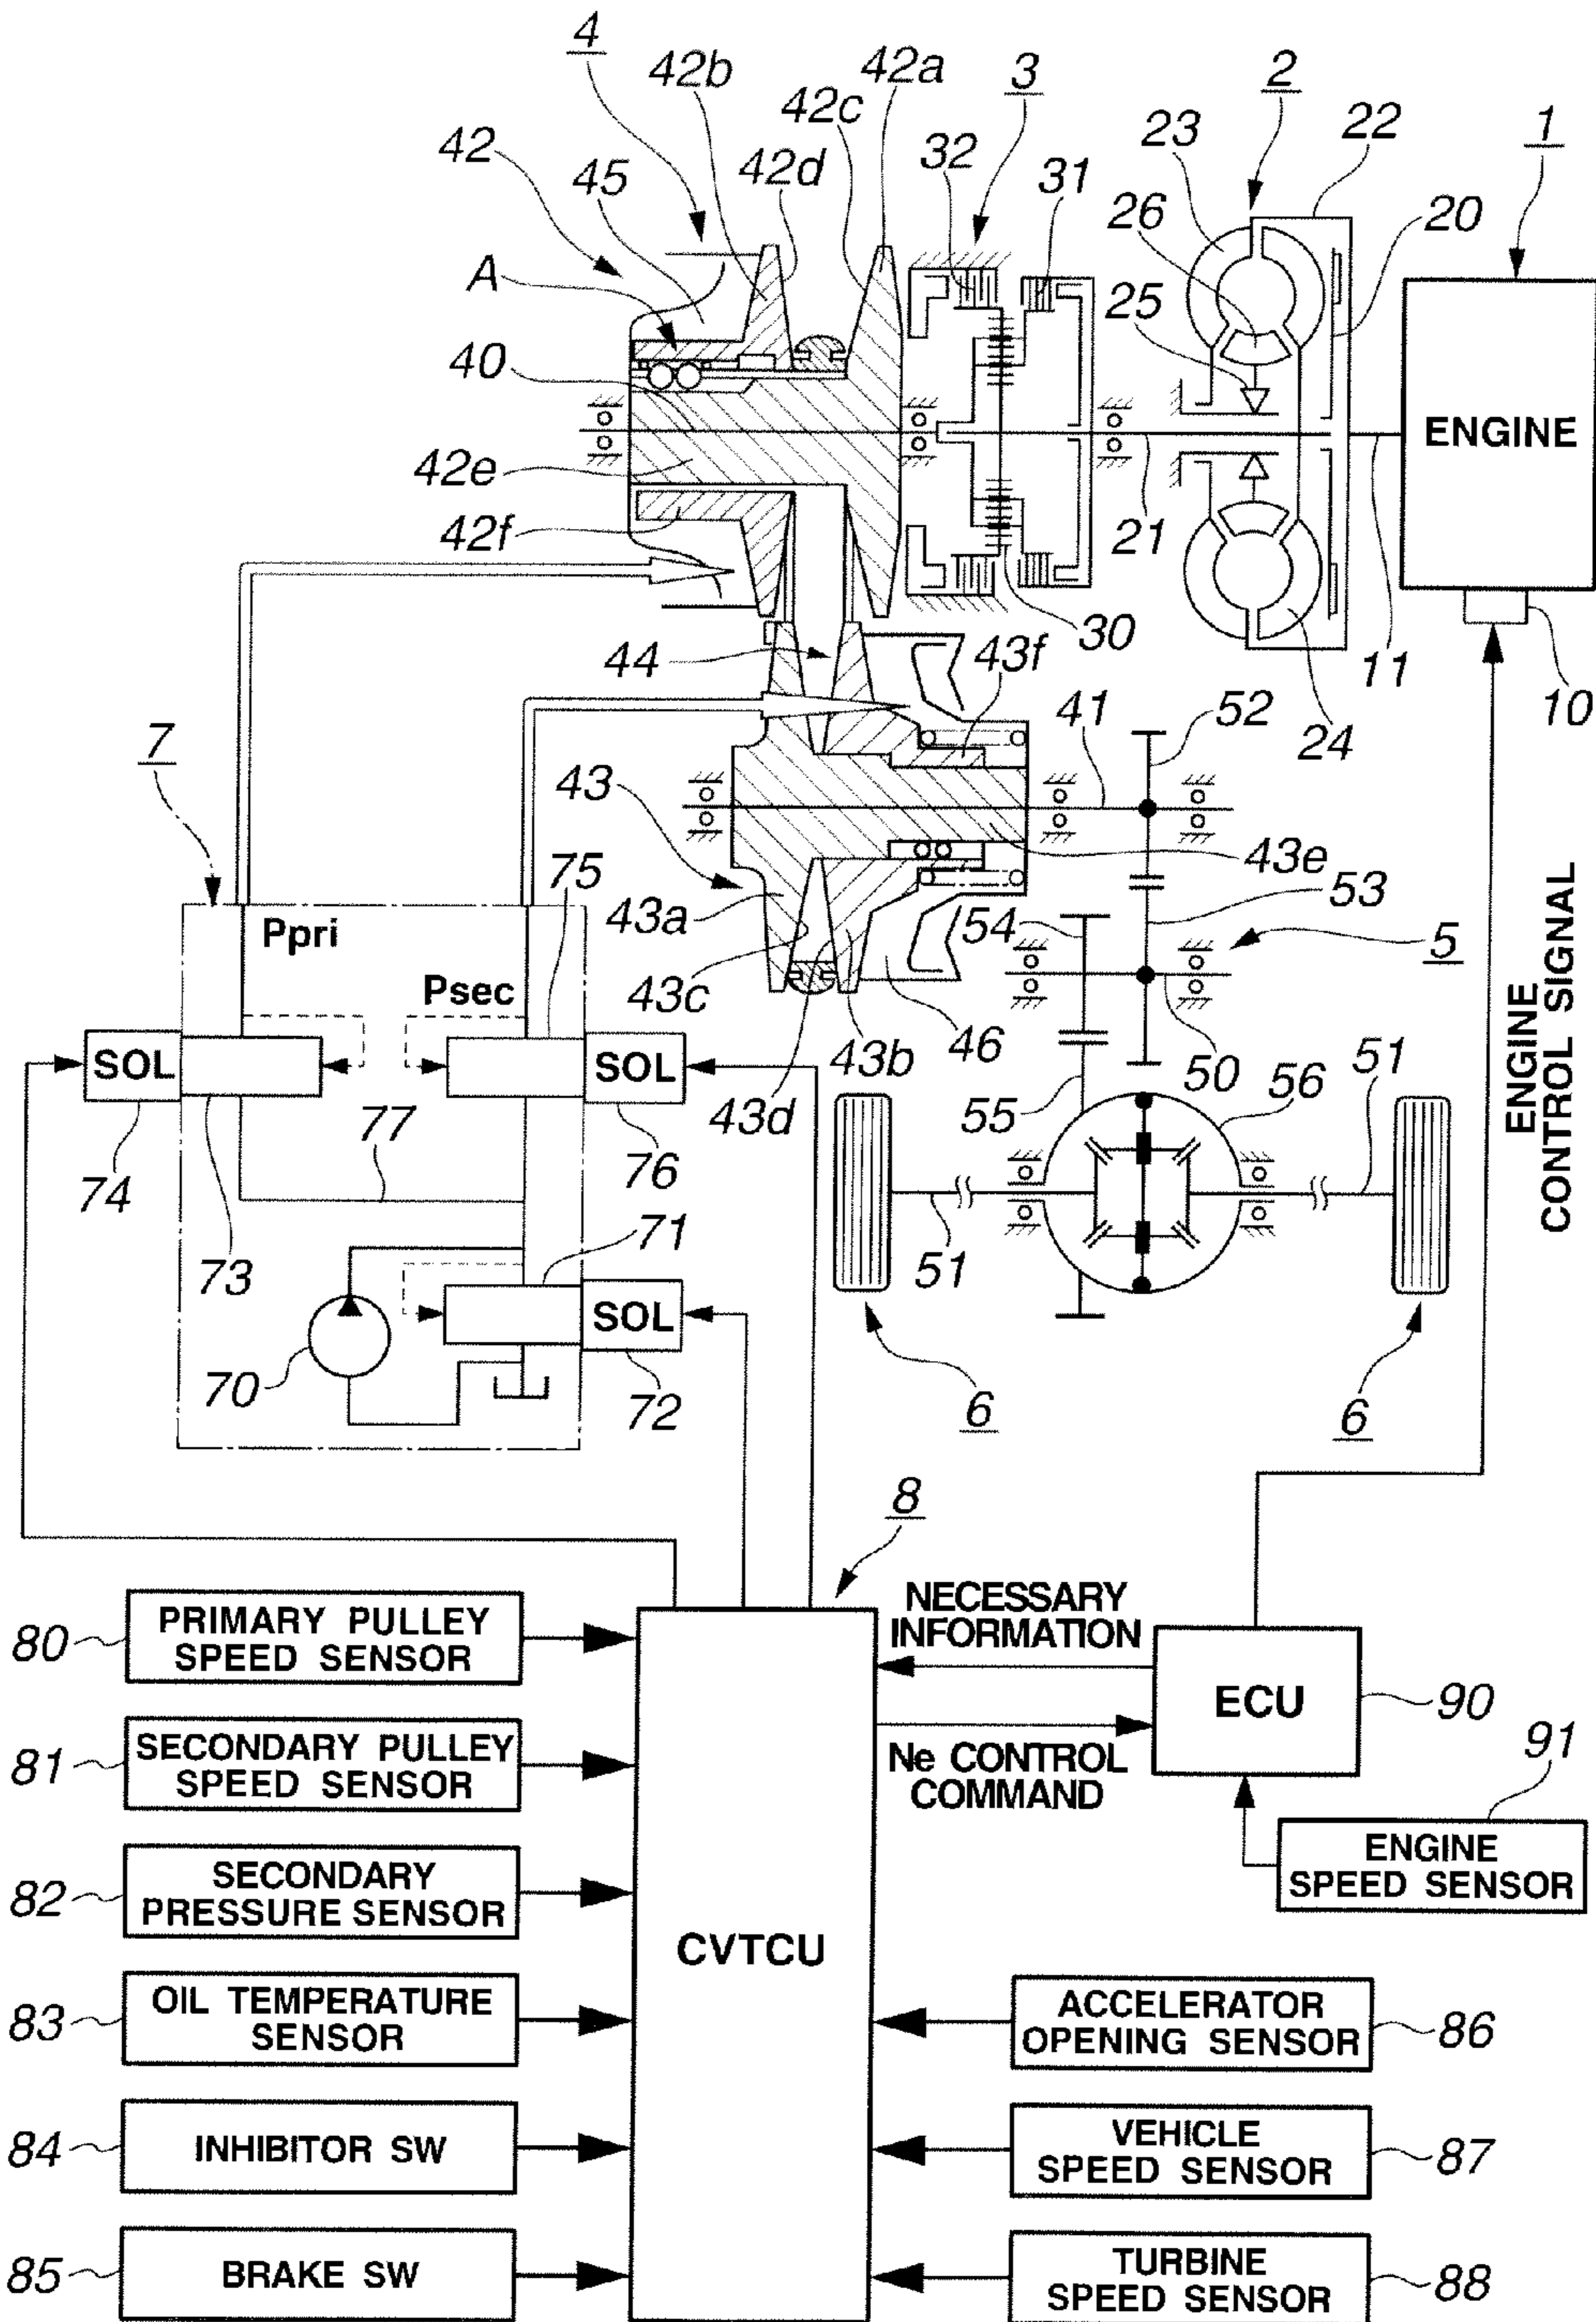 4
42b
42a
42c
3
2
22
1
42
45
42d
32
31
23
26
20
A
25
40
ENGINE
42e
42f
21
30
11
10
44
43f
24
52
41
7
43
75
43e
53
Ppri
43a
54
5
Psec
43c
SOL
SOL
43b
46
50
51
56
77
43d
55
74
76
ENGINE
CONTROL SIGNAL
71
73
51
SOL
70
72
6
6
8
NECESSARY
INFORMATION
80
PRIMARY PULLEY
SPEED SENSOR
ECU
90
81
SECONDARY PULLEY
SPEED SENSOR
Ne CONTROL
COMMAND
91
82
SECONDARY
PRESSURE SENSOR
ENGINE
SPEED SENSOR
CVTCU
83
OIL TEMPERATURE
SENSOR
ACCELERATOR
OPENING SENSOR
86
84
INHIBITOR SW
VEHICLE
SPEED SENSOR
87
85
BRAKE SW
TURBINE
SPEED SENSOR
88